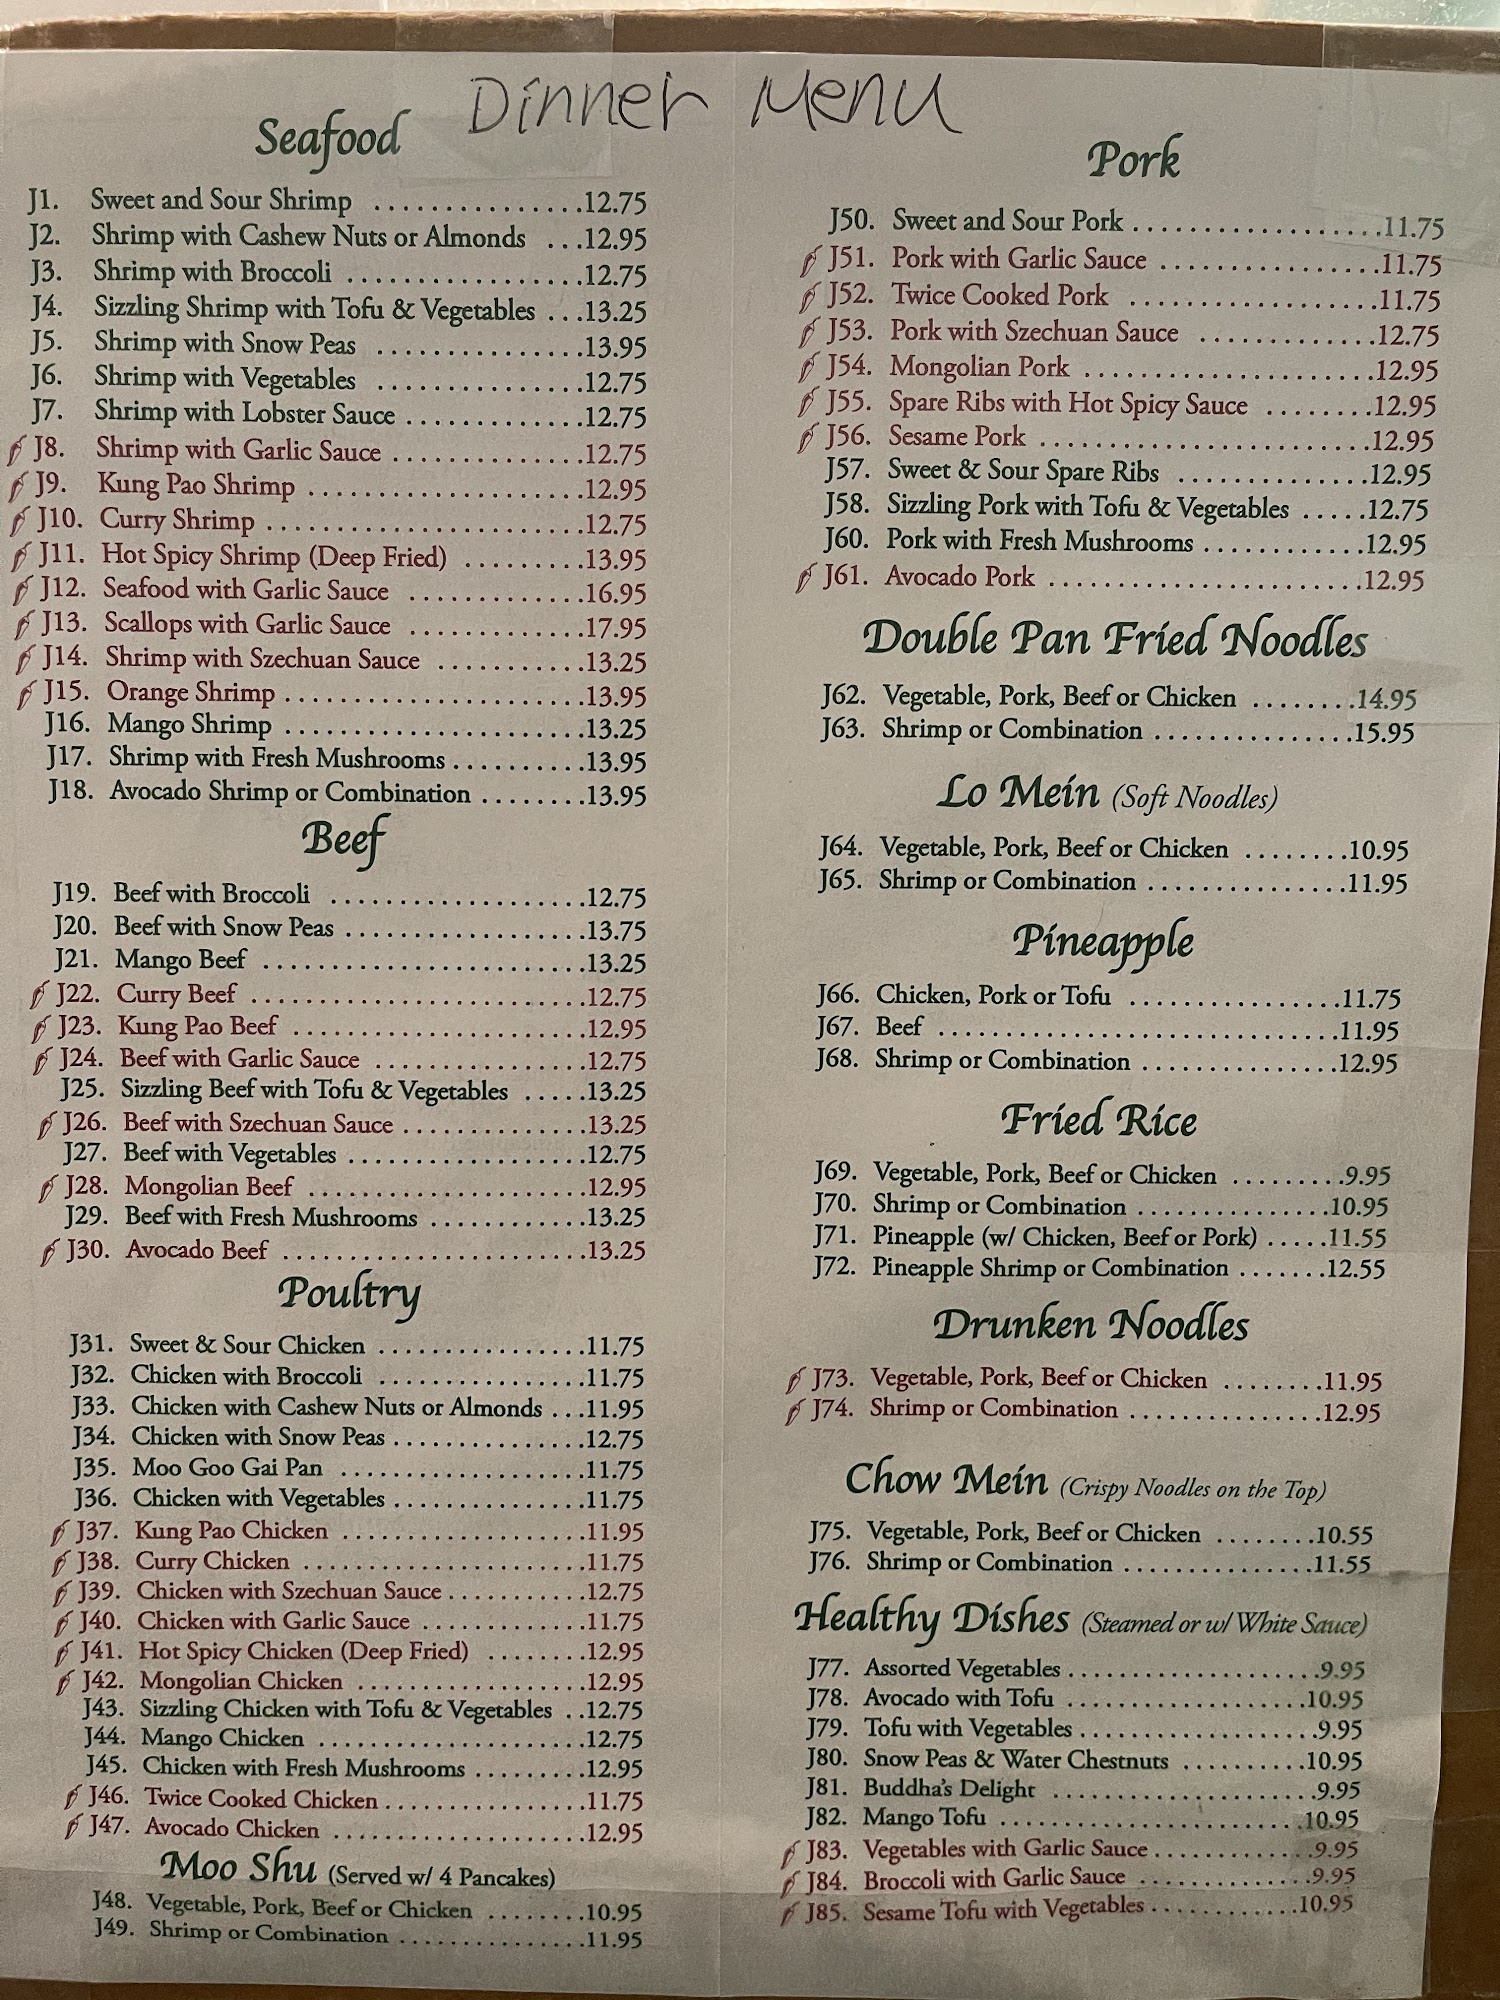 Dinner Menu
Seafood
J1. Sweet and Sour Shrimp ...............12.75
J2. Shrimp with Cashew Nuts or Almonds ...12.95
J3. Shrimp with Broccoli .................12.75
J4. Sizzling Shrimp with Tofu & Vegetables ...13.25
J5. Shrimp with Snow Peas ...............13.95
J6. Shrimp with Vegetables ...............12.75
J7. Shrimp with Lobster Sauce .............12.75
J8. Shrimp with Garlic Sauce ..............12.75
J9. Kung Pao Shrimp ....................12.95
J10. Curry Shrimp .......................12.75
J11. Hot Spicy Shrimp (Deep Fried) .........13.95
J12. Seafood with Garlic Sauce .............16.95
J13. Scallops with Garlic Sauce .............17.95
J14. Shrimp with Szechuan Sauce ...........13.25
J15. Orange Shrimp ......................13.95
J16. Mango Shrimp ......................13.25
J17. Shrimp with Fresh Mushrooms ..........13.95
J18. Avocado Shrimp or Combination ........13.95
Beef
J19. Beef with Broccoli ...................12.75
J20. Beef with Snow Peas ..................13.75
J21. Mango Beef ........................13.25
J22. Curry Beef .........................12.75
J23. Kung Pao Beef ......................12.95
J24. Beef with Garlic Sauce ................12.75
J25. Sizzling Beef with Tofu & Vegetables .....13.25
J26. Beef with Szechuan Sauce ..............13.25
J27. Beef with Vegetables ..................12.75
J28. Mongolian Beef .....................12.95
J29. Beef with Fresh Mushrooms ............13.25
J30. Avocado Beef .......................13.25
Poultry
J31. Sweet & Sour Chicken .................11.75
J32. Chicken with Broccoli .................11.75
J33. Chicken with Cashew Nuts or Almonds ...11.95
J34. Chicken with Snow Peas ...............12.75
J35. Moo Goo Gai Pan ....................11.75
J36. Chicken with Vegetables ...............11.75
J37. Kung Pao Chicken ....................11.95
J38. Curry Chicken .......................11.75
J39. Chicken with Szechuan Sauce ...........12.75
J40. Chicken with Garlic Sauce .............11.75
J41. Hot Spicy Chicken (Deep Fried) ........12.95
J42. Mongolian Chicken ...................12.95
J43. Sizzling Chicken with Tofu & Vegetables ..12.75
J44. Mango Chicken ......................12.75
J45. Chicken with Fresh Mushrooms .........12.95
J46. Twice Cooked Chicken ................11.75
J47. Avocado Chicken ....................12.95
Moo Shu (Served w/ 4 Pancakes)
J48. Vegetable, Pork, Beef or Chicken ........10.95
J49. Shrimp or Combination ...............11.95
Pork
J50. Sweet and Sour Pork ...................11.75
J51. Pork with Garlic Sauce .................11.75
J52. Twice Cooked Pork ...................11.75
J53. Pork with Szechuan Sauce ..............12.75
J54. Mongolian Pork ......................12.95
J55. Spare Ribs with Hot Spicy Sauce ........12.95
J56. Sesame Pork .........................12.95
J57. Sweet & Sour Spare Ribs ...............12.95
J58. Sizzling Pork with Tofu & Vegetables .....12.75
J60. Pork with Fresh Mushrooms ............12.95
J61. Avocado Pork ........................12.95
Double Pan Fried Noodles
J62. Vegetable, Pork, Beef or Chicken ........14.95
J63. Shrimp or Combination ...............15.95
Lo Mein (Soft Noodles)
J64. Vegetable, Pork, Beef or Chicken ........10.95
J65. Shrimp or Combination ...............11.95
Pineapple
J66. Chicken, Pork or Tofu ................11.75
J67. Beef ..............................11.95
J68. Shrimp or Combination ...............12.95
Fried Rice
J69. Vegetable, Pork, Beef or Chicken .........9.95
J70. Shrimp or Combination ...............10.95
J71. Pineapple (w/ Chicken, Beef or Pork) .....11.55
J72. Pineapple Shrimp or Combination .......12.55
Drunken Noodles
J73. Vegetable, Pork, Beef or Chicken ........11.95
J74. Shrimp or Combination ...............12.95
Chow Mein (Crispy Noodles on the Top)
J75. Vegetable, Pork, Beef or Chicken ........10.55
J76. Shrimp or Combination ...............11.55
Healthy Dishes (Steamed or w/ White Sauce)
J77. Assorted Vegetables ....................9.95
J78. Avocado with Tofu ...................10.95
J79. Tofu with Vegetables ...................9.95
J80. Snow Peas & Water Chestnuts ..........10.95
J81. Buddha's Delight .....................9.95
J82. Mango Tofu ........................10.95
J83. Vegetables with Garlic Sauce .............9.95
J84. Broccoli with Garlic Sauce ..............9.95
J85. Sesame Tofu with Vegetables ............10.95